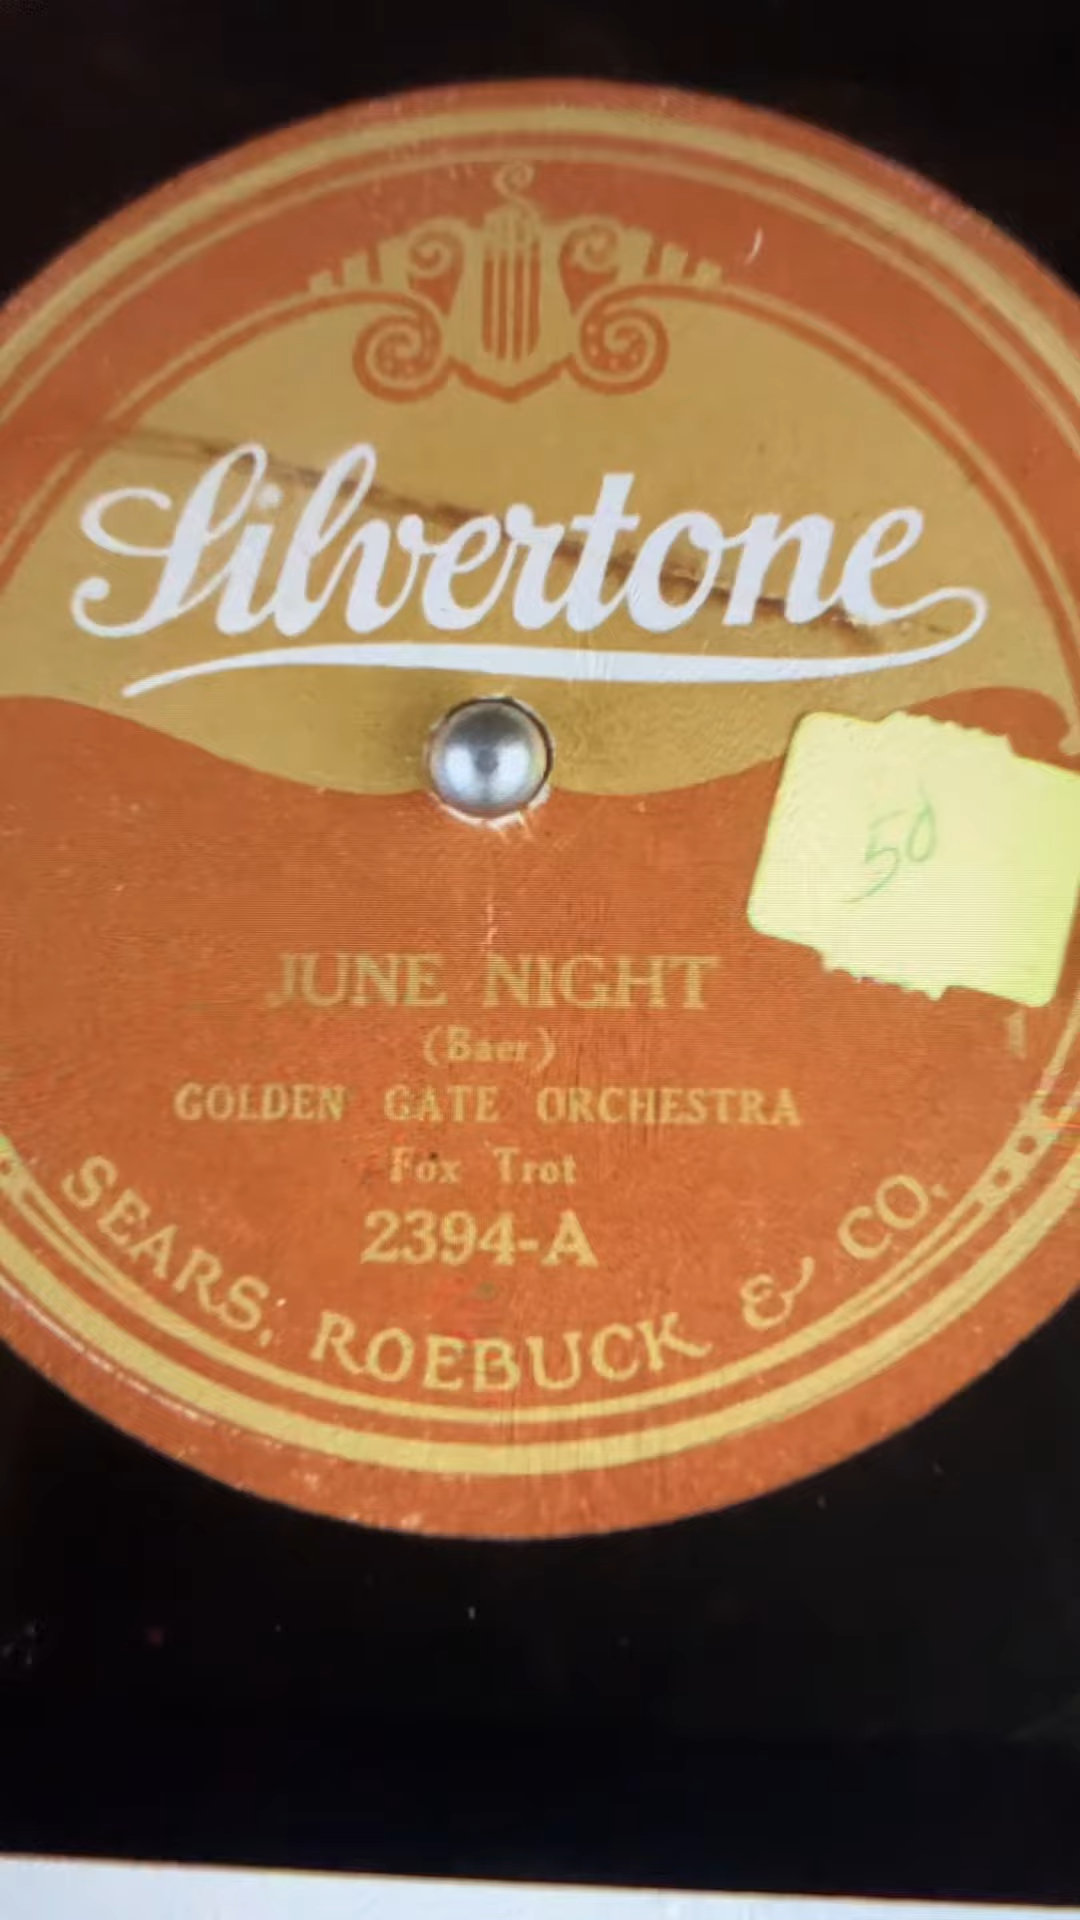 Silvertone
50
JUNE NIGHT
(Baer)
GOLDEN GATE ORCHESTRA
Fox Trot
2394-A
SEARS, ROEBUCK & CO.